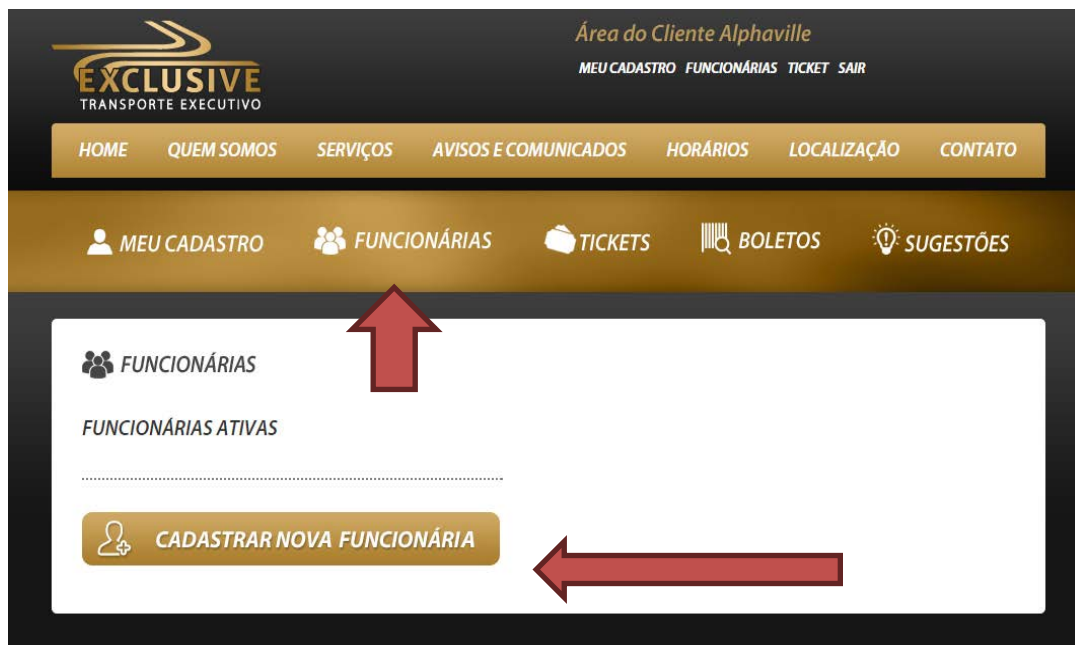 EXCLUSIVE
TRANSPORTE EXECUTIVO
Área do Cliente Alphaville
MEU CADASTRO FUNCIONÁRIAS TICKET SAIR
HOME QUEM SOMOS SERVIÇOS AVISOS E COMUNICADOS HORÁRIOS LOCALIZAÇÃO CONTATO
MEU CADASTRO FUNCIONÁRIAS TICKETS BOLETOS SUGESTÕES
FUNCIONÁRIAS
FUNCIONÁRIAS ATIVAS
CADASTRAR NOVA FUNCIONÁRIA